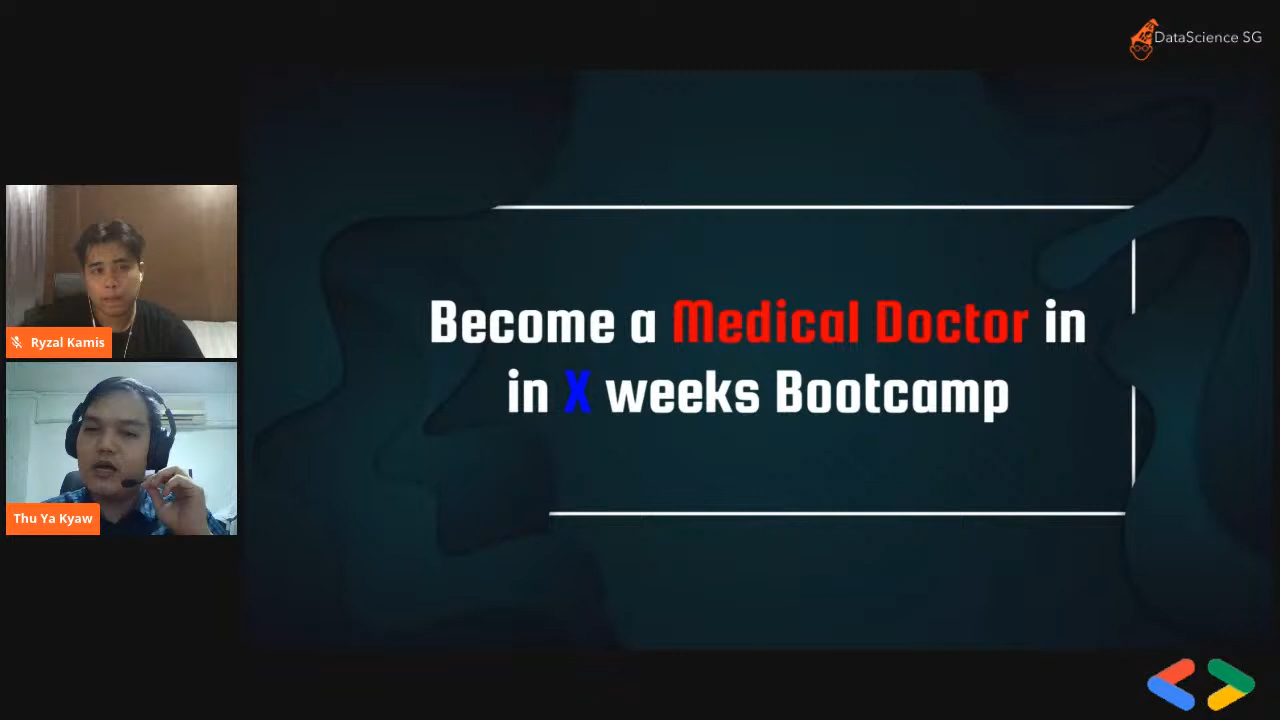 DataScience SG
Ryzal Kamis
Thu Ya Kyaw
Become a Medical Doctor in
in X weeks Bootcamp